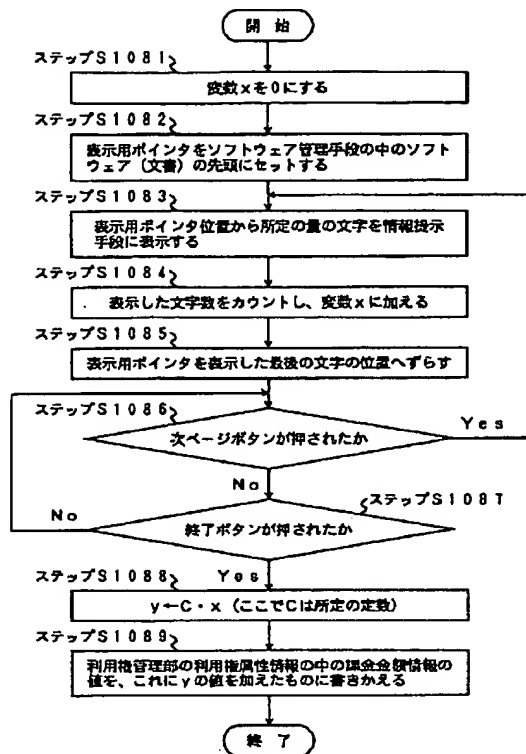 開 始
ステップS1081
変数xを0にする
ステップS1082
表示用ポインタをソフトウェア管理手段の中のソフト
ウェア（文書）の先頭にセットする
ステップS1083
表示用ポインタ位置から所定の量の文字を情報提示
手段に表示する
ステップS1084
表示した文字数をカウントし、変数xに加える
ステップS1085
表示用ポインタを表示した最後の文字の位置へずらす
ステップS1086
次ページボタンが押されたか
Yes
No
ステップS1087
終了ボタンが押されたか
No
Yes
ステップS1088
y←C・x（ここでCは所定の定数）
ステップS1089
利用権管理部の利用権属性情報の中の課金金額情報の
値を、これにyの値を加えたものに書きかえる
終 了